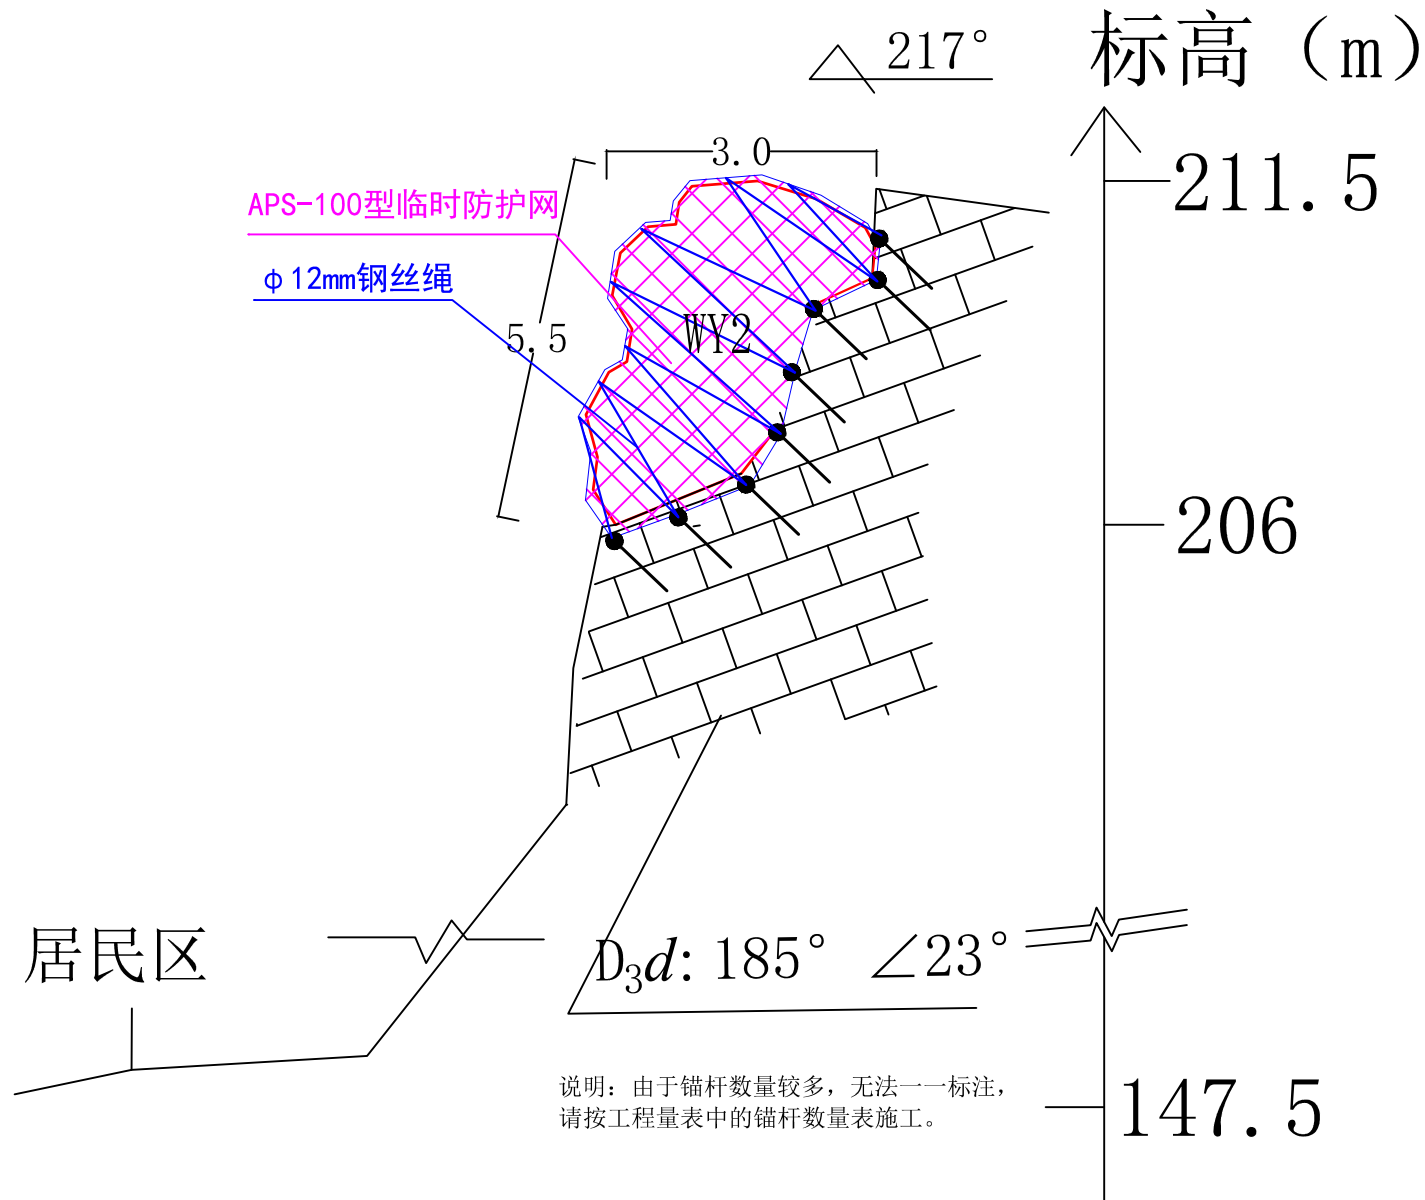 217°
标高（m）
3.0
211.5
APS-100型临时防护网
φ12mm钢丝绳
5.5
WY2
206
居民区
D₃d: 185° ∠23°
说明：由于锚杆数量较多，无法一一标注，
请按工程量表中的锚杆数量表施工。
147.5